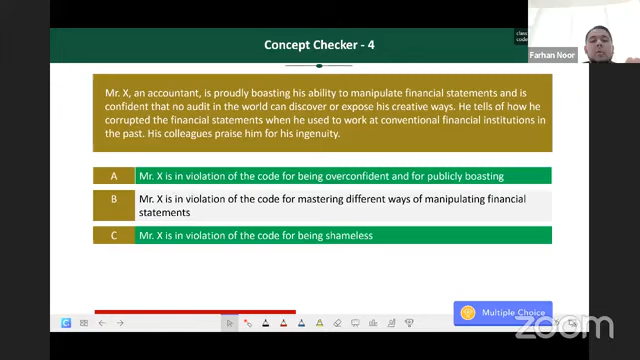 Concept Checker - 4
Farhan Noor
Mr. X, an accountant, is proudly boasting his ability to manipulate financial statements and is
confident that no audit in the world can discover or expose his creative ways. He tells of how he
corrupted the financial statements when he used to work at conventional financial institutions in
the past. His colleagues praise him for his ingenuity.
A Mr. X is in violation of the code for being overconfident and for publicly boasting
B Mr. X is in violation of the code for mastering different ways of manipulating financial
statements
C Mr. X is in violation of the code for being shameless
Multiple Choice
zoom